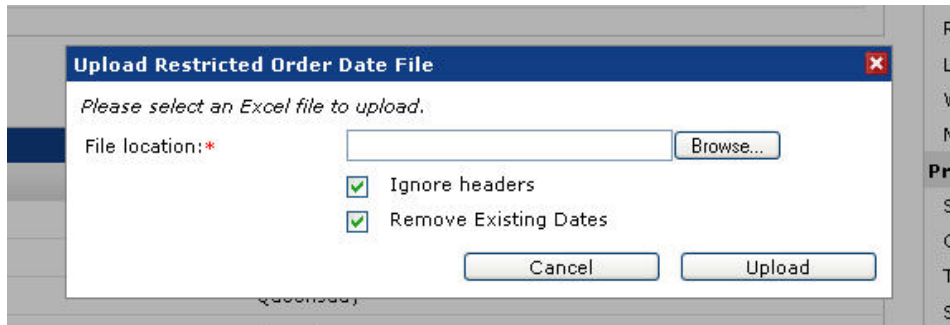 Upload Restricted Order Date File
Please select an Excel file to upload.
File location:*
Browse...
Ignore headers
Remove Existing Dates
Cancel
Upload